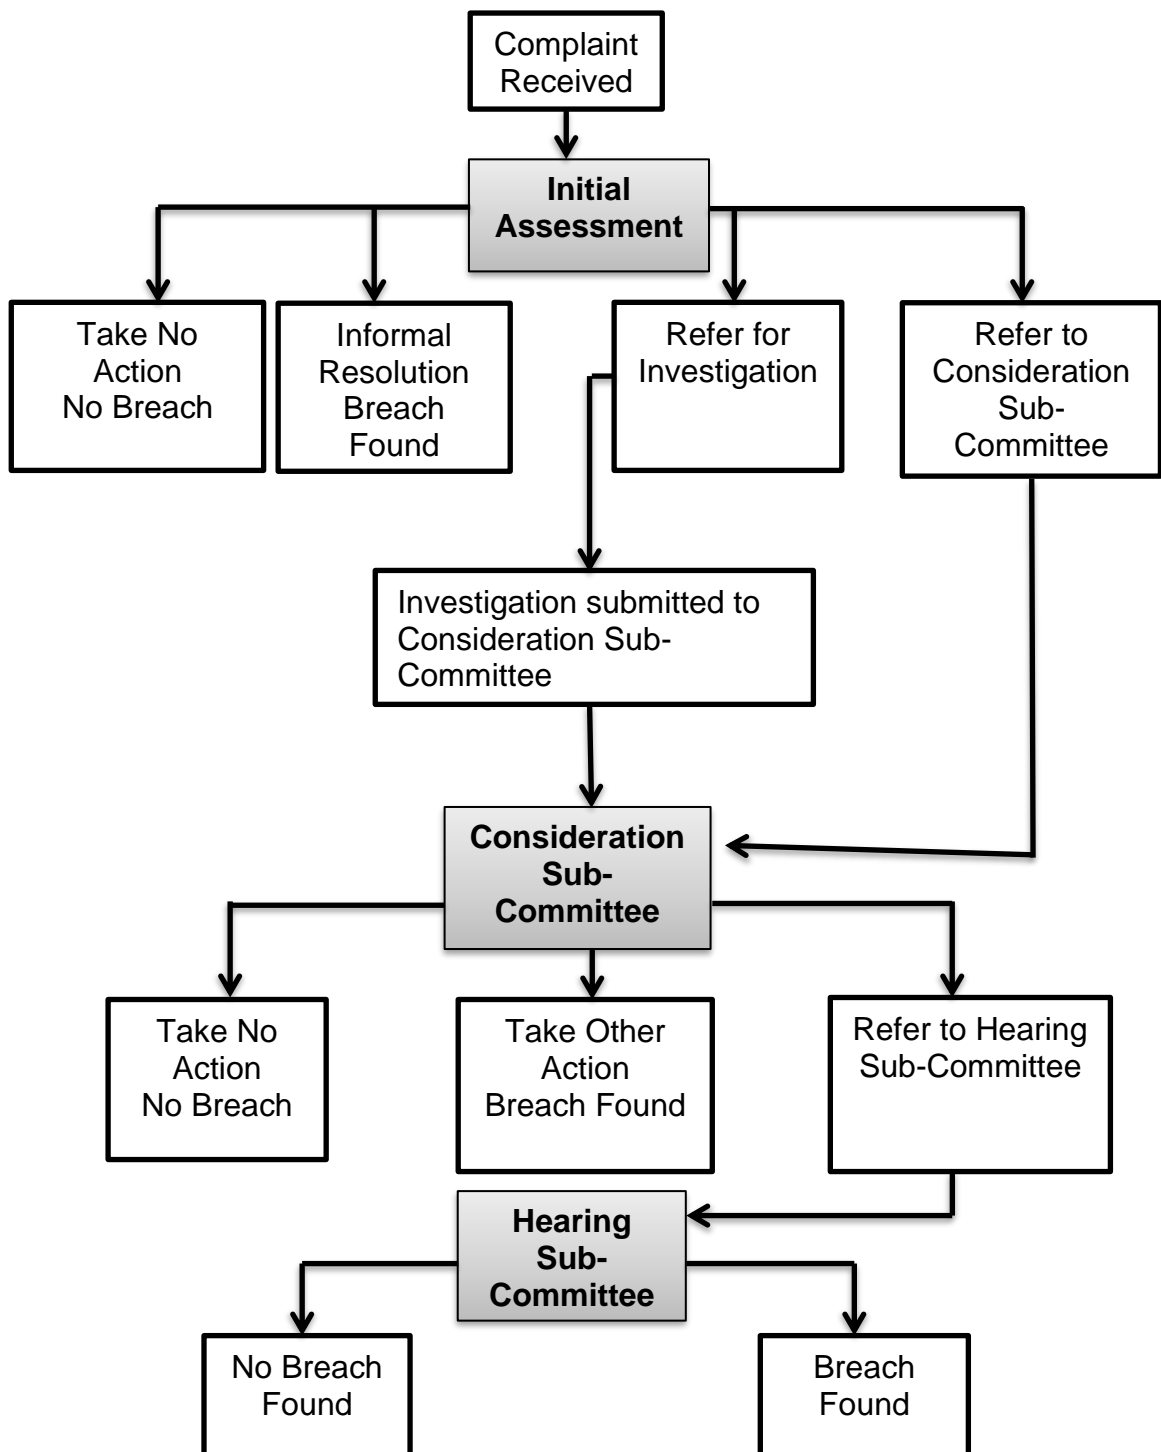 Complaint
Received
Initial
Assessment
Take No
Action
No Breach
Informal
Resolution
Breach
Found
Refer for
Investigation
Refer to
Consideration
Sub-
Committee
Investigation submitted to
Consideration Sub-
Committee
Consideration
Sub-
Committee
Take No
Action
No Breach
Take Other
Action
Breach Found
Refer to Hearing
Sub-Committee
Hearing
Sub-
Committee
No Breach
Found
Breach
Found